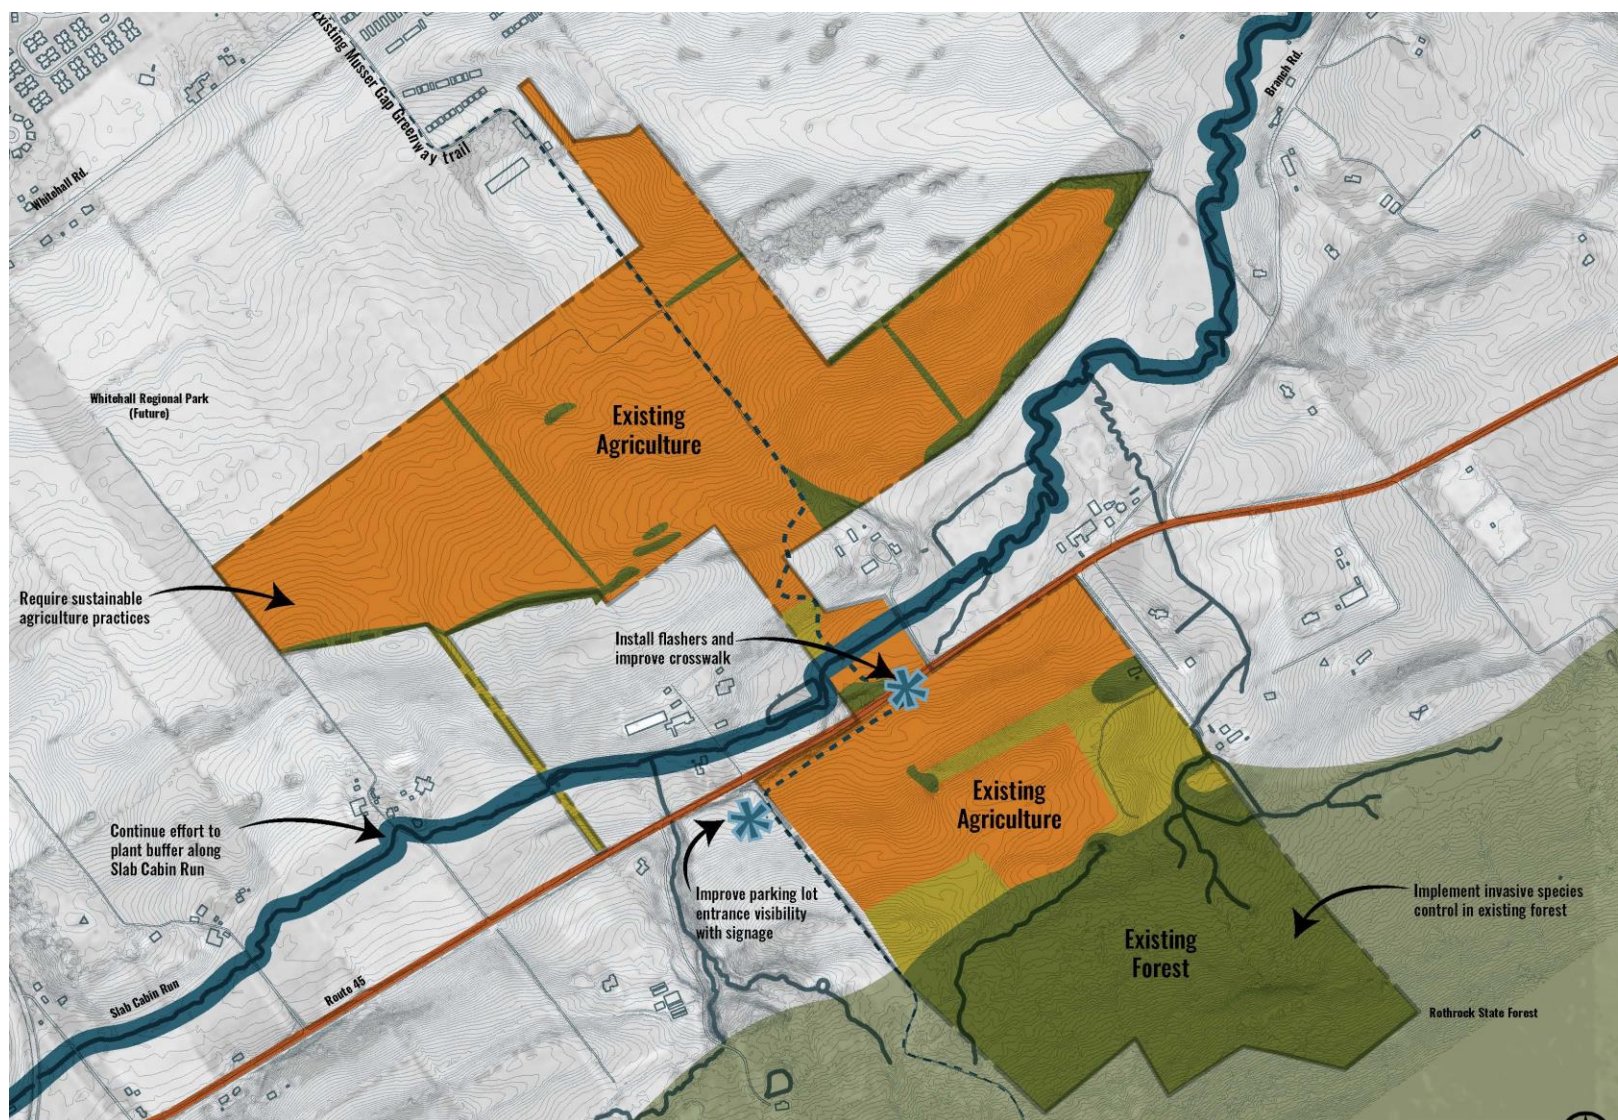 Existing Musser Gap Greenway trail
Branch Rd.
Whitehall Rd.
Whitehall Regional Park
(Future)
Existing
Agriculture
Require sustainable
agriculture practices
Install flashers and
improve crosswalk
Existing
Agriculture
Continue effort to
plant buffer along
Slab Cabin Run
Improve parking lot
entrance visibility
with signage
Implement invasive species
control in existing forest
Existing
Forest
Slab Cabin Run
Route 45
Rothrock State Forest